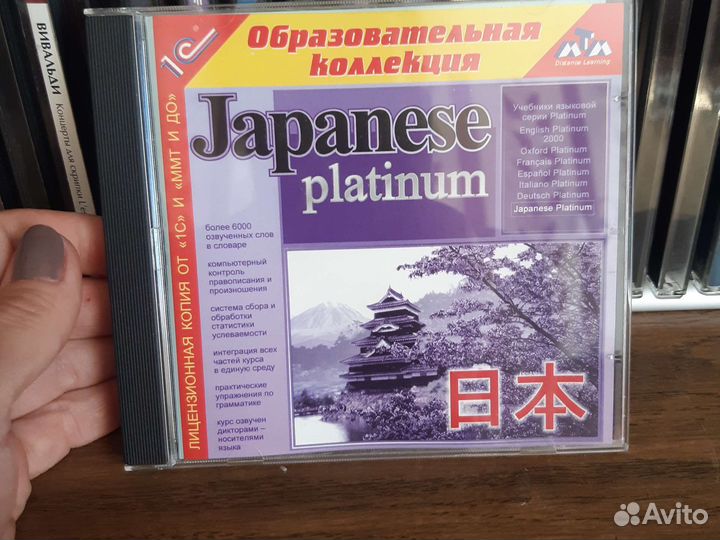 1С
Образовательная
коллекция
МТМ
Distance Learning
Japanese
platinum
Учебники языковой
серии Platinum
English Platinum
2000
Oxford Platinum
Français Platinum
Español Platinum
Italiano Platinum
Deutsch Platinum
Japanese Platinum
более 6000
озвученных слов
в словаре
компьютерный
контроль
правописания и
произношения
система сбора и
обработки
статистики
успеваемости
интеграция всех
частей курса
в единую среду
практические
упражнения по
грамматике
курс озвучен
дикторами –
носителями
языка
日本
ЛИЦЕНЗИОННАЯ КОПИЯ ОТ «1С» И «ММТ И ДО»
ВИВАЛЬДИ
Концерты для скрипки
Avito